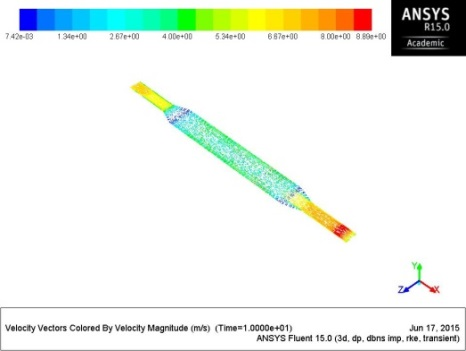 ANSYS
R15.0
Academic
7.42e-03 1.34e+00 2.67e+00 4.00e+00 5.34e+00 6.67e+00 8.00e+00 8.89e+00
Y
Z X
Velocity Vectors Colored By Velocity Magnitude (m/s) (Time=1.0000e+01) Jun 17, 2015
ANSYS Fluent 15.0 (3d, dp, dbns imp, rke, transient)